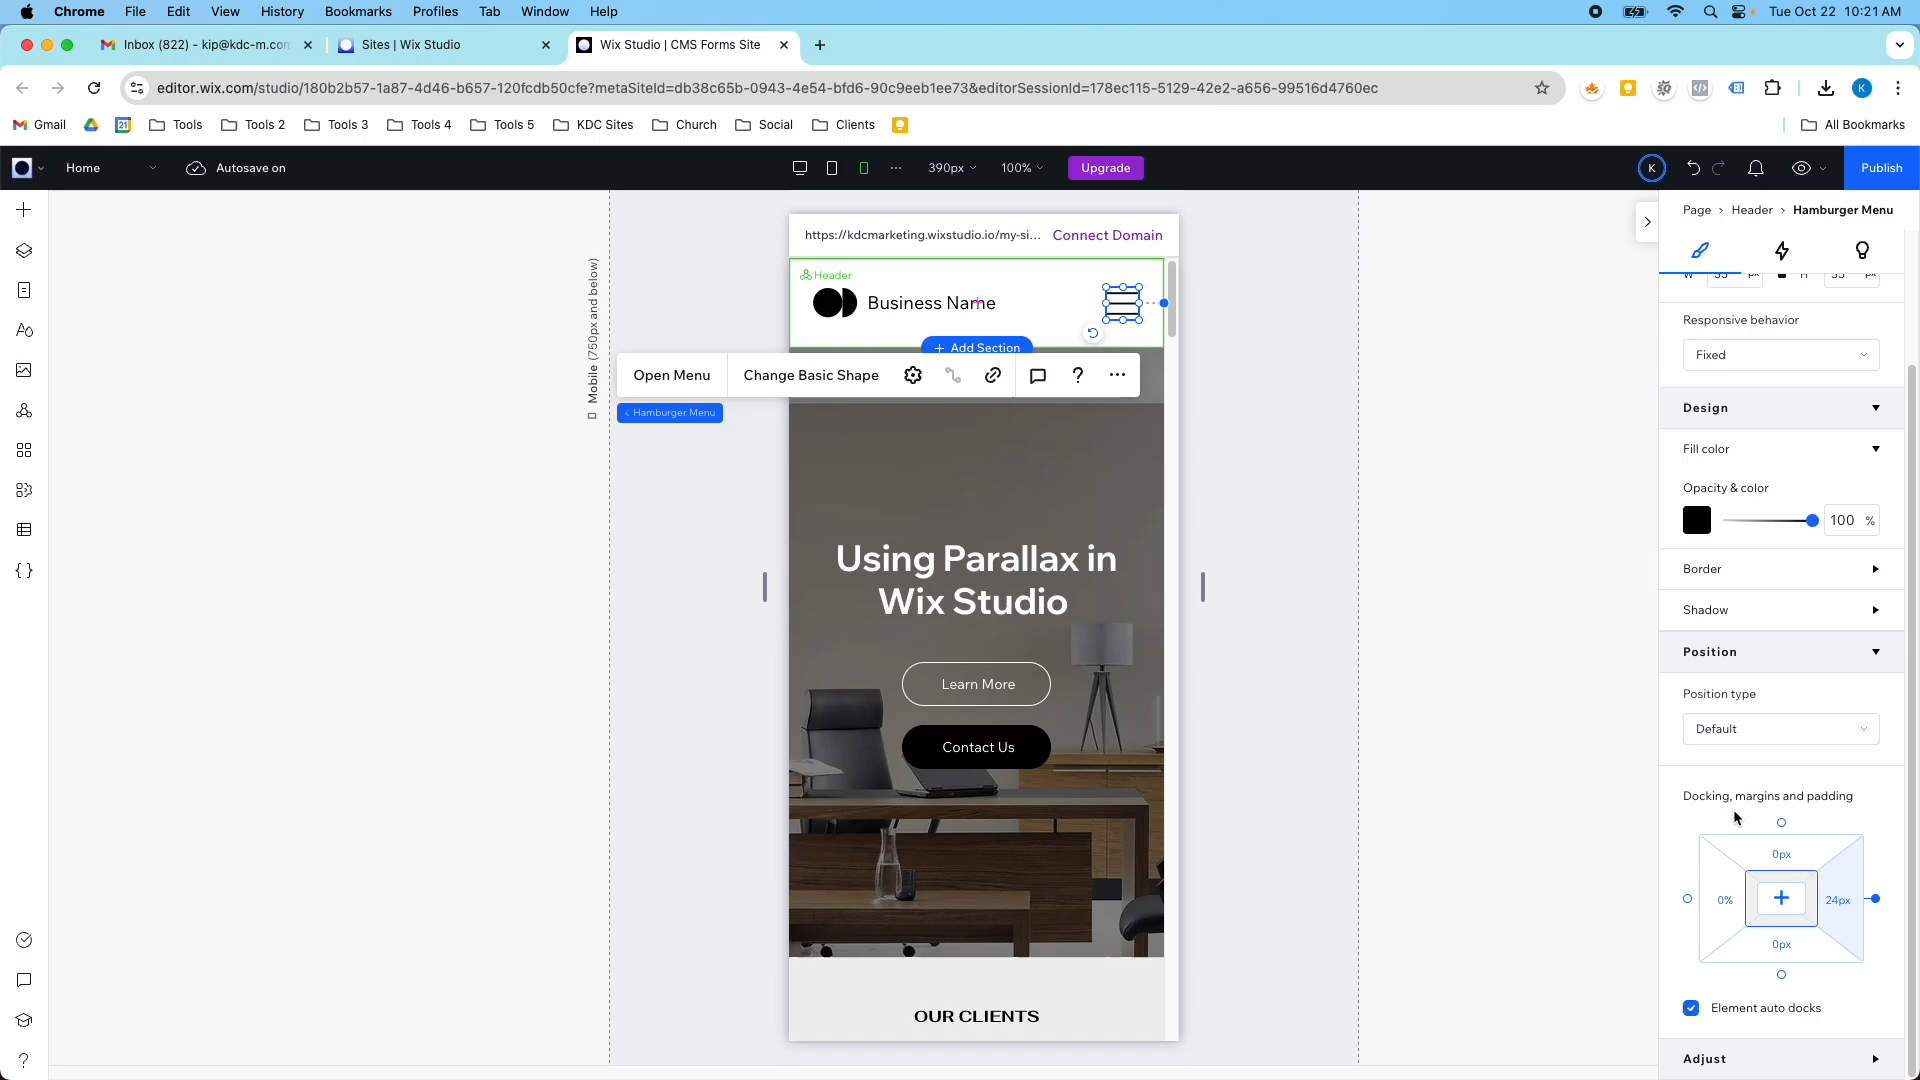 Chrome File Edit View History Bookmarks Profiles Tab Window Help Tue Oct 22 10:21 AM
Inbox (822) - kip@kdc-m.con Sites | Wix Studio Wix Studio | CMS Forms Site
editor.wix.com/studio/180b2b57-1a87-4d46-b657-120fcdb50cfe?metaSiteId=db38c65b-0943-4e54-bfd6-90c9eeb1ee73&editorSessionId=178ec115-5129-42e2-a656-99516d4760ec K
Gmail 21 Tools Tools 2 Tools 3 Tools 4 Tools 5 KDC Sites Church Social Clients All Bookmarks
Home Autosave on 390px 100% Upgrade K Publish
Page > Header > Hamburger Menu
https://kdcmarketing.wixstudio.io/my-si... Connect Domain
Mobile (750px and below)
Header
W 35 px H 35 px
Business Name
Responsive behavior
+ Add Section
Fixed
Open Menu Change Basic Shape
< Hamburger Menu
Design
Fill color
Opacity & color
100 %
Using Parallax in
Wix Studio
Border
Shadow
Position
Learn More
Position type
Default
Contact Us
Docking, margins and padding
0px
0% 24px
0px
Element auto docks
OUR CLIENTS
Adjust